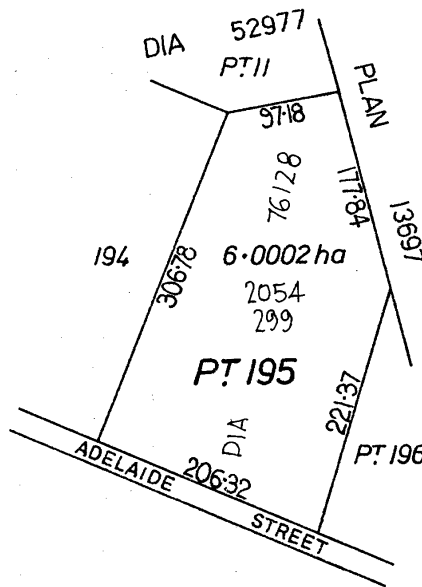 DIA 52977
PT 11
PLAN 13697
97·18
177·84
DIA 76128
194
306·78
6·0002 ha
2054
299
PT 195
221·37
PT 196
206·32
ADELAIDE STREET